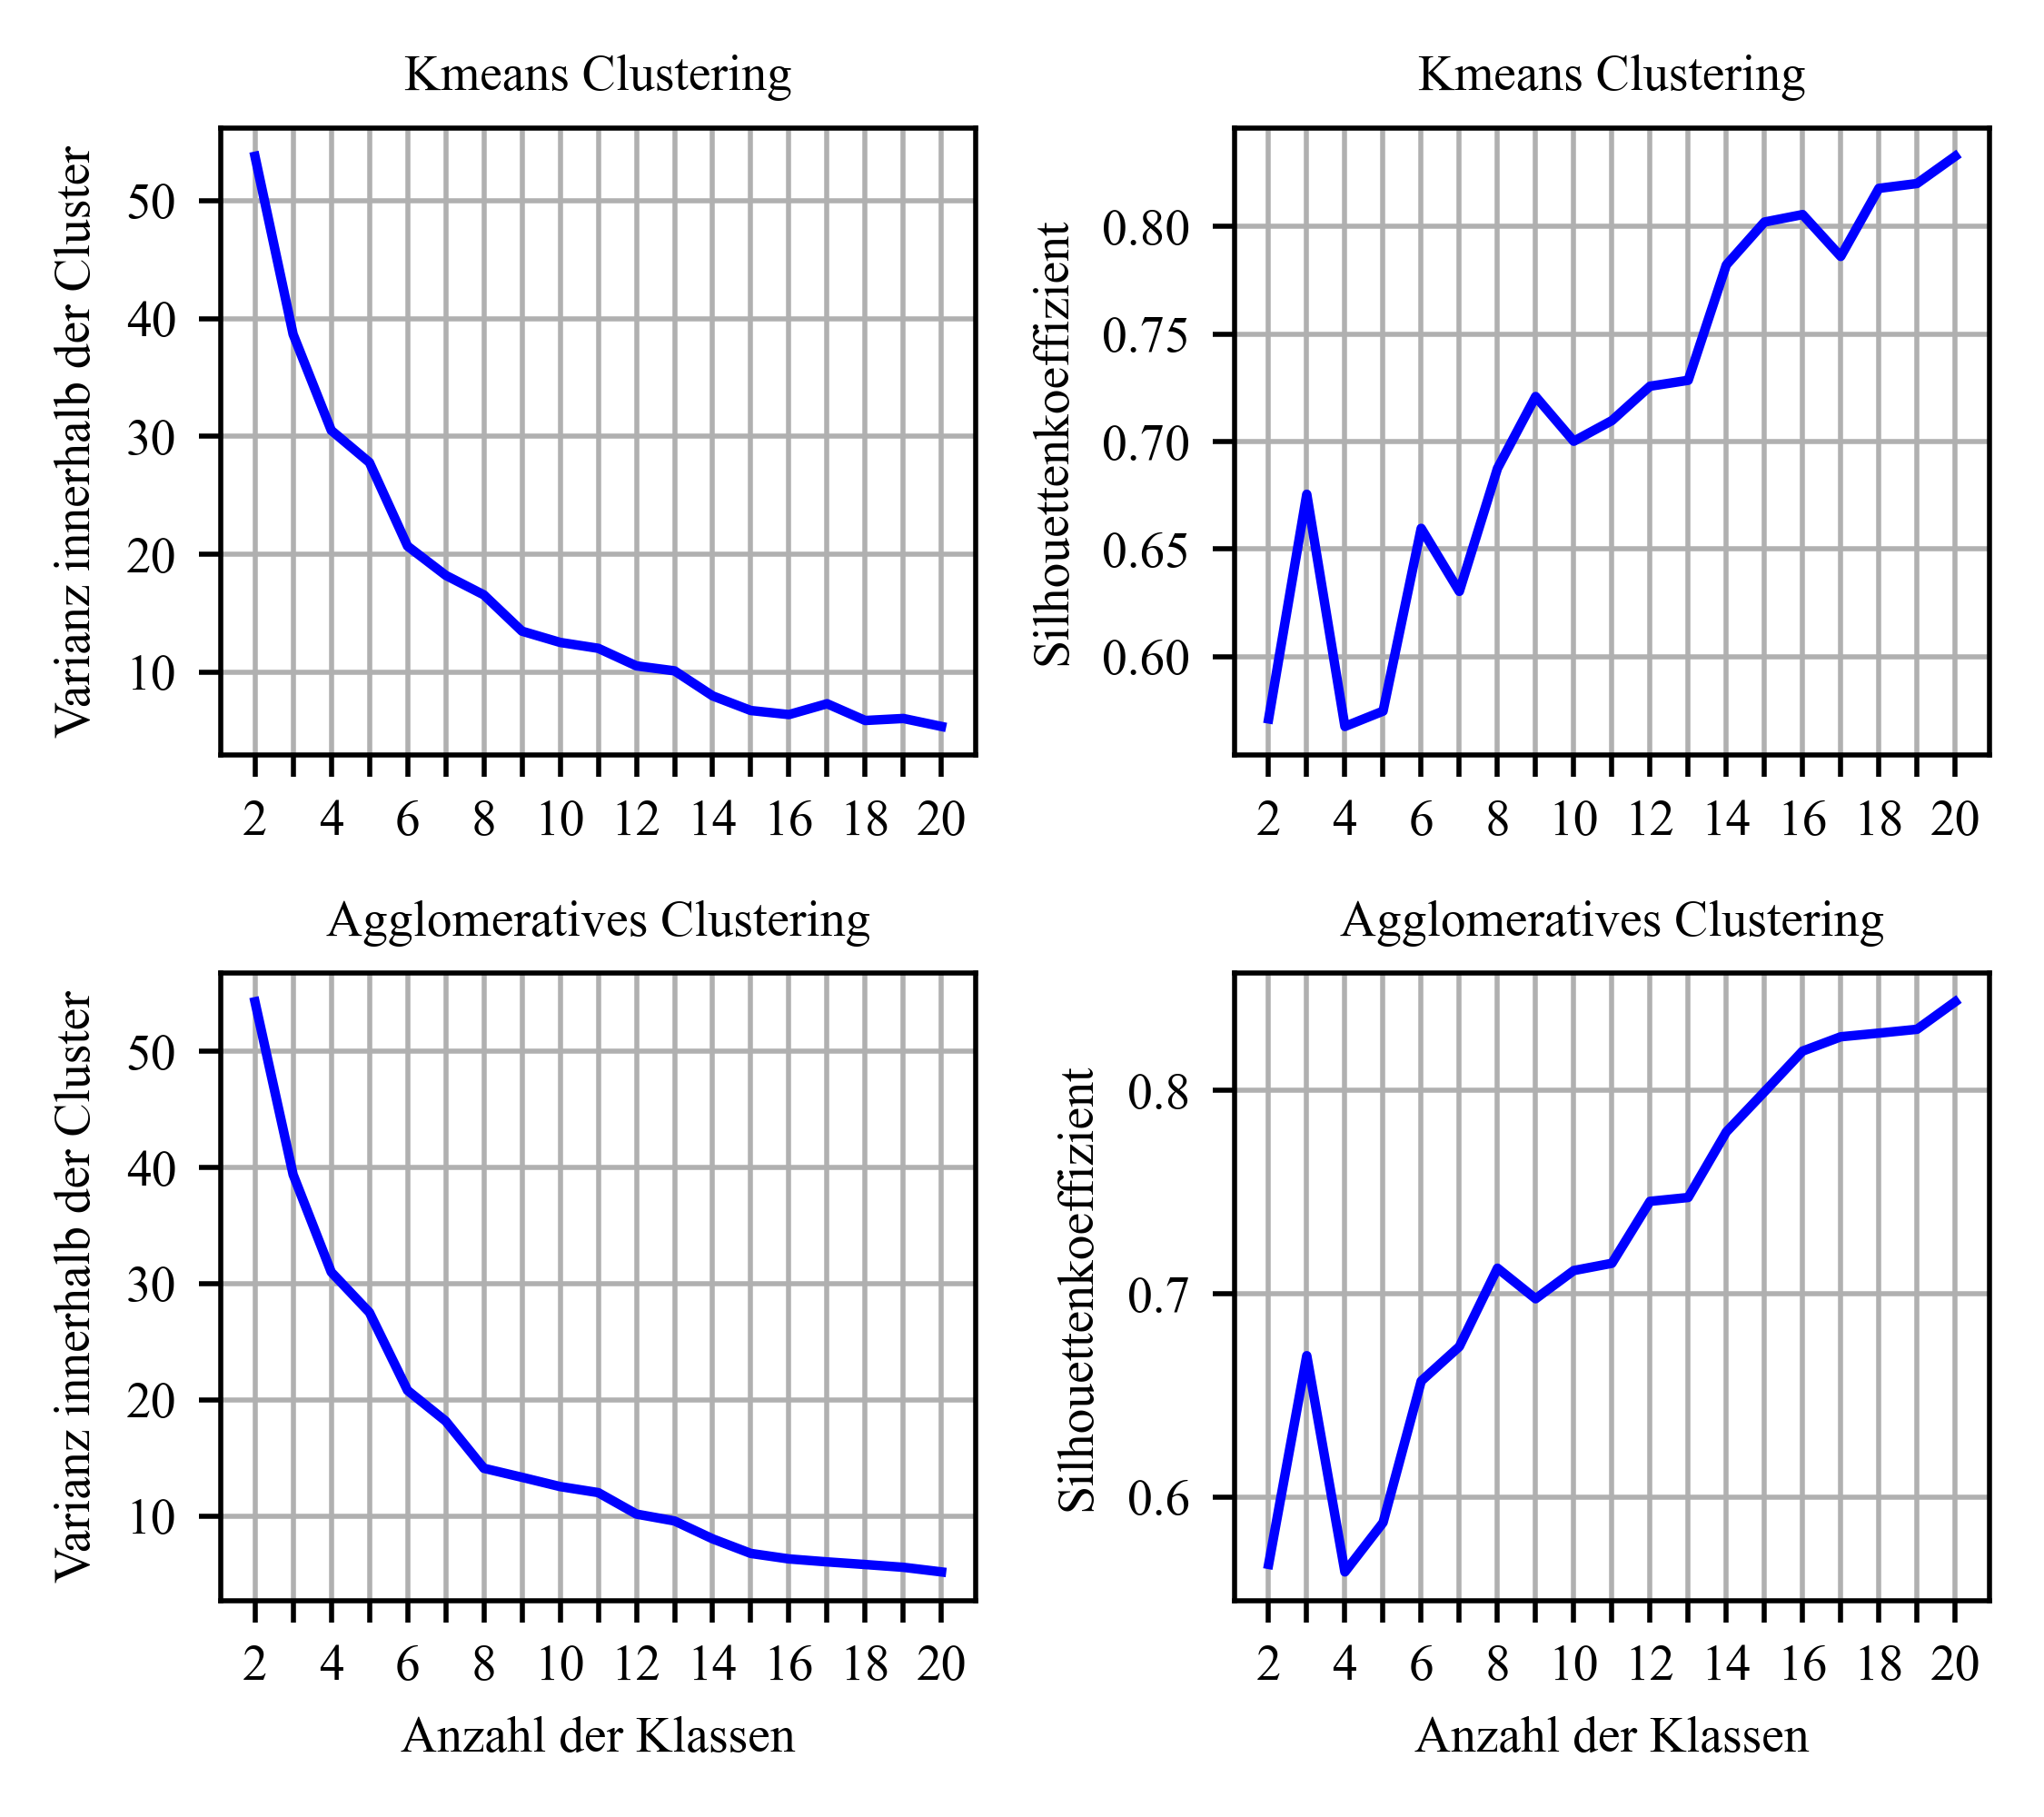 Kmeans Clustering
Varianz innerhalb der Cluster
50
40
30
20
10
2 4 6 8 10 12 14 16 18 20
Kmeans Clustering
Silhouettenkoeffizient
0.80
0.75
0.70
0.65
0.60
2 4 6 8 10 12 14 16 18 20
Agglomeratives Clustering
Varianz innerhalb der Cluster
50
40
30
20
10
2 4 6 8 10 12 14 16 18 20
Anzahl der Klassen
Agglomeratives Clustering
Silhouettenkoeffizient
0.8
0.7
0.6
2 4 6 8 10 12 14 16 18 20
Anzahl der Klassen